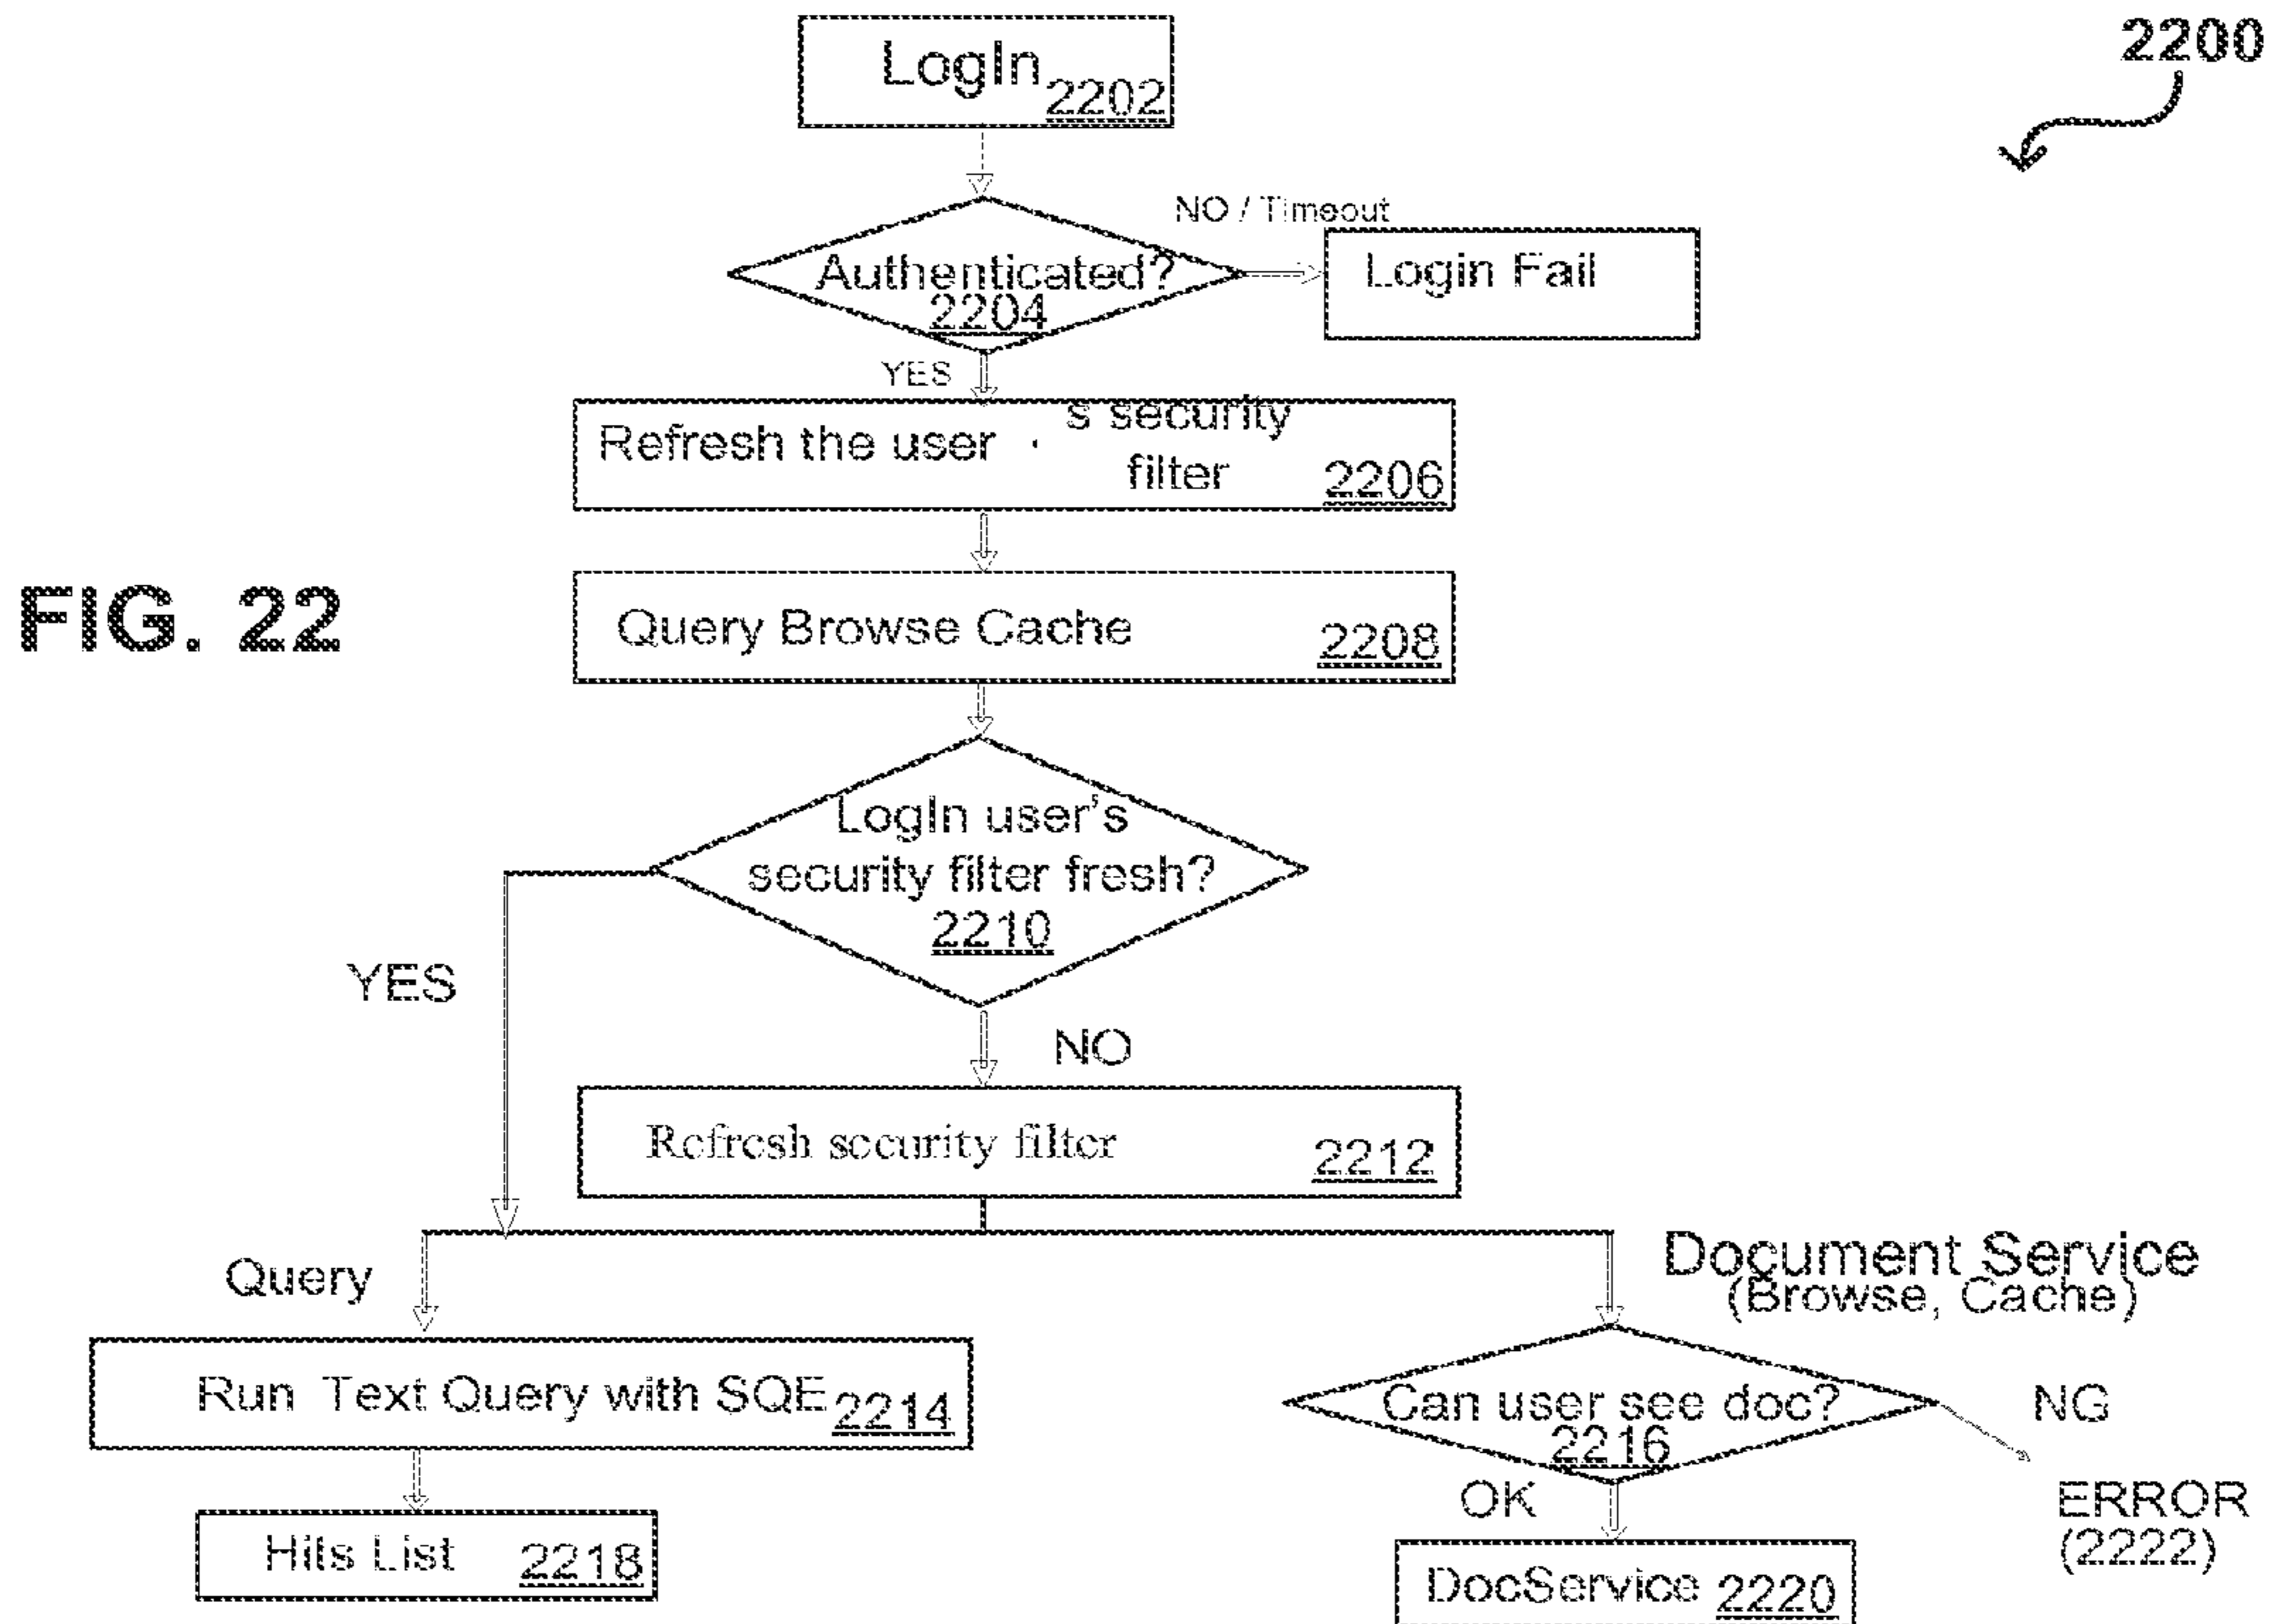 2200
LogIn 2202
NO / Timeout
Authenticated?
2204
Login Fail
YES
Refresh the user ' s security
filter 2206
FIG. 22
Query Browse Cache 2208
LogIn user's
security filter fresh?
2210
YES
NO
Refresh security filter 2212
Query
Document Service
(Browse, Cache)
Run Text Query with SQE 2214
Can user see doc?
2216
NG
OK
ERROR
(2222)
Hits List 2218
DocService 2220